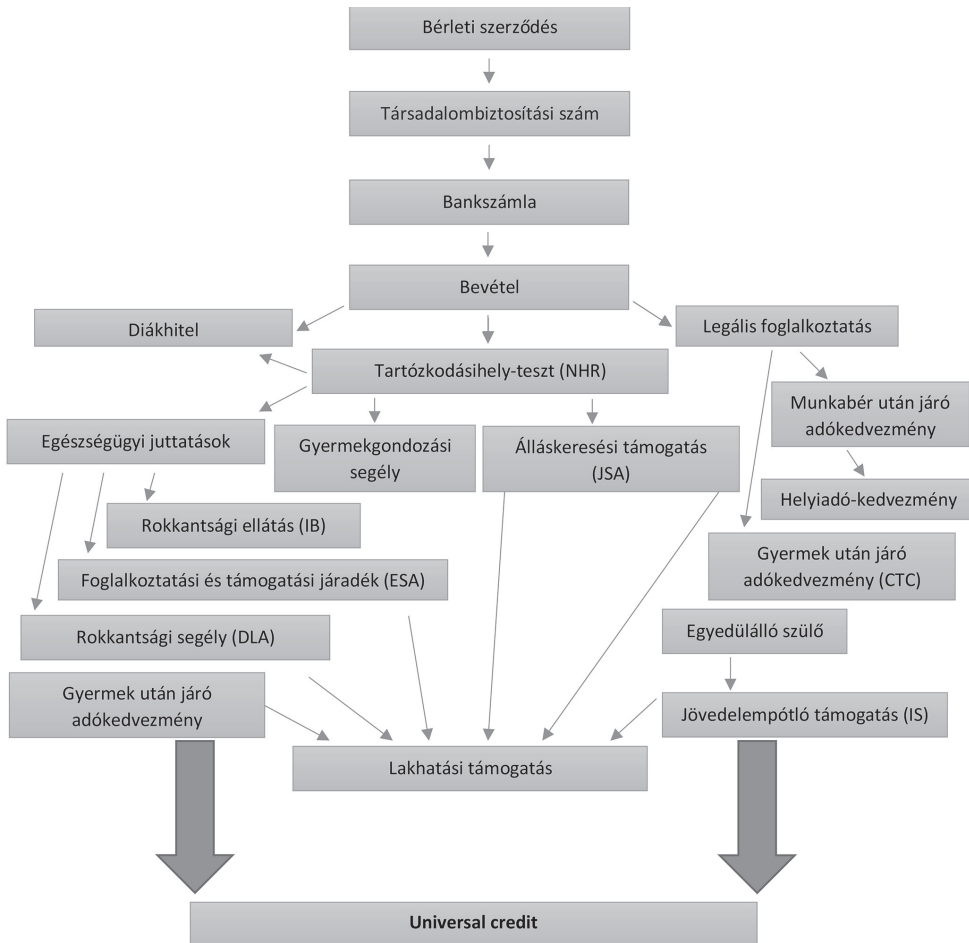 Bérleti szerződés
Társadalombiztosítási szám
Bankszámla
Bevétel
Diákhitel
Legális foglalkoztatás
Tartózkodásihely-teszt (NHR)
Munkabér után járó
adókedvezmény
Egészségügyi juttatások
Gyermekgondozási
segély
Álláskeresési támogatás
(JSA)
Helyiadó-kedvezmény
Rokkantsági ellátás (IB)
Gyermek után járó
adókedvezmény (CTC)
Foglalkoztatási és támogatási járadék (ESA)
Rokkantsági segély (DLA)
Egyedülálló szülő
Gyermek után járó
adókedvezmény
Jövedelempótló támogatás (IS)
Lakhatási támogatás
Universal credit